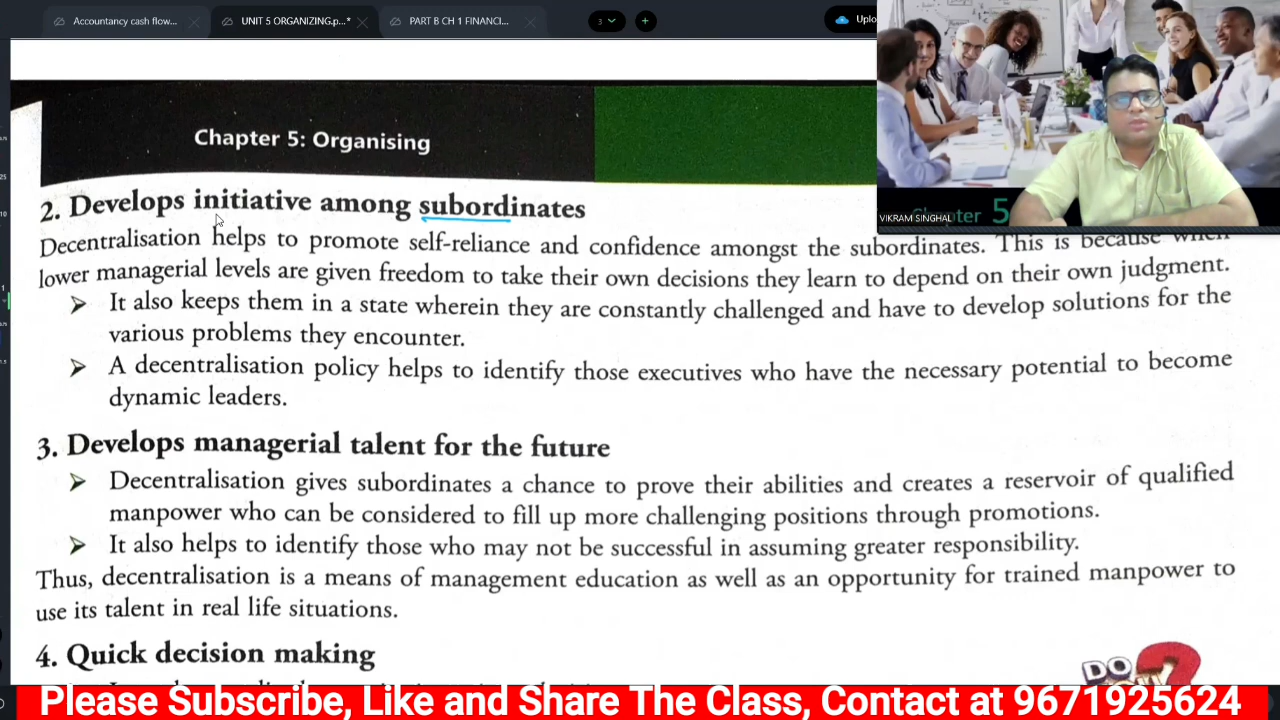 Accountancy cash flow...
UNIT 5 ORGANIZING.p...*
PART B CH 1 FINANCI...
3
Uplo
Chapter 5: Organising
5
VIKRAM SINGHAL
2. Develops initiative among subordinates
Decentralisation helps to promote self-reliance and confidence amongst the subordinates. This is because when
lower managerial levels are given freedom to take their own decisions they learn to depend on their own judgment.
➤ It also keeps them in a state wherein they are constantly challenged and have to develop solutions for the
various problems they encounter.
➤ A decentralisation policy helps to identify those executives who have the necessary potential to become
dynamic leaders.
3. Develops managerial talent for the future
➤ Decentralisation gives subordinates a chance to prove their abilities and creates a reservoir of qualified
manpower who can be considered to fill up more challenging positions through promotions.
➤ It also helps to identify those who may not be successful in assuming greater responsibility.
Thus, decentralisation is a means of management education as well as an opportunity for trained manpower to
use its talent in real life situations.
4. Quick decision making
DO
Please Subscribe, Like and Share The Class, Contact at 9671925624